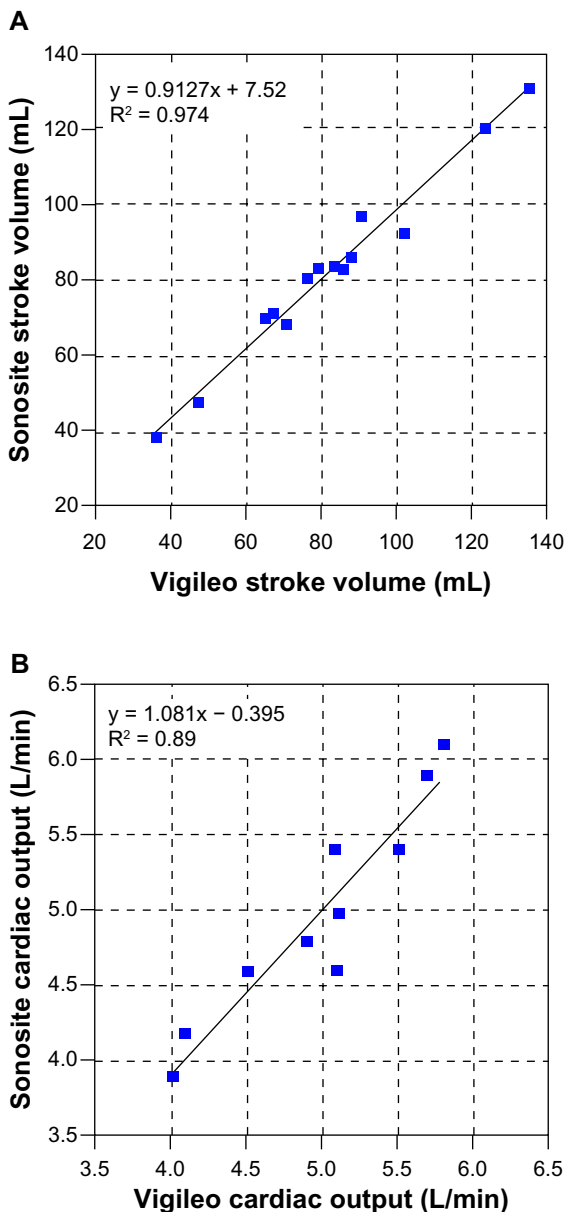 A
y = 0.9127x + 7.52
R² = 0.974
140
120
100
80
60
40
20
20 40 60 80 100 120 140
Sonosite stroke volume (mL)
Vigileo stroke volume (mL)
B
y = 1.081x − 0.395
R² = 0.89
6.5
6.0
5.5
5.0
4.5
4.0
3.5
3.5 4.0 4.5 5.0 5.5 6.0 6.5
Sonosite cardiac output (L/min)
Vigileo cardiac output (L/min)